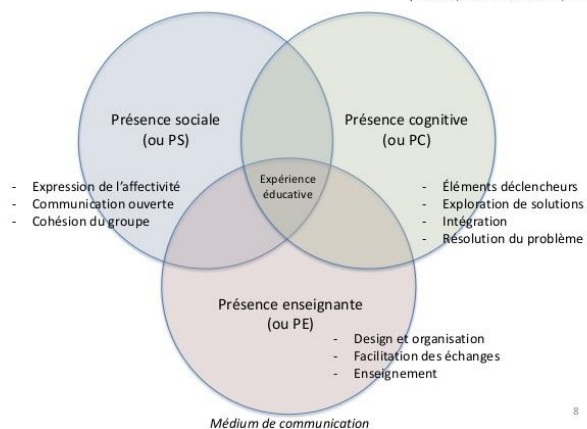 Présence sociale
(ou PS)
- Expression de l'affectivité
- Communication ouverte
- Cohésion du groupe
Présence cognitive
(ou PC)
- Éléments déclencheurs
- Exploration de solutions
- Intégration
- Résolution du problème
Expérience
éducative
Présence enseignante
(ou PE)
- Design et organisation
- Facilitation des échanges
- Enseignement
Médium de communication
8